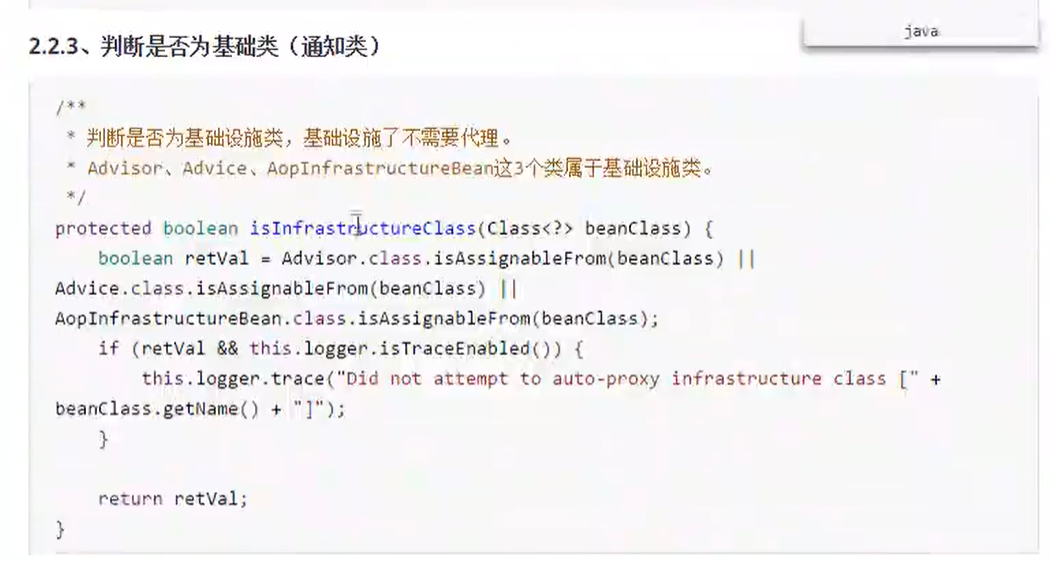 java
2.2.3、判断是否为基础类（通知类）
/**
* 判断是否为基础设施类，基础设施了不需要代理。
* Advisor、Advice、AopInfrastructureBean这3个类属于基础设施类。
*/
protected boolean isInfrastructureClass(Class<?> beanClass) {
boolean retVal = Advisor.class.isAssignableFrom(beanClass) ||
Advice.class.isAssignableFrom(beanClass) ||
AopInfrastructureBean.class.isAssignableFrom(beanClass);
if (retVal && this.logger.isTraceEnabled()) {
this.logger.trace("Did not attempt to auto-proxy infrastructure class [" +
beanClass.getName() + "]");
}
return retVal;
}